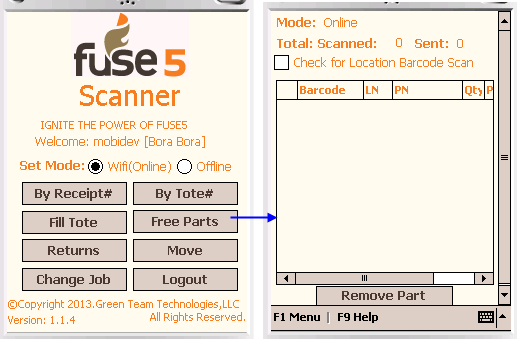 fuse 5
Scanner
IGNITE THE POWER OF FUSE5
Welcome: mobidev [Bora Bora]
Set Mode: Wifi(Online) Offline
By Receipt# By Tote#
Fill Tote Free Parts
Returns Move
Change Job Logout
©Copyright 2013.Green Team Technologies,LLC
Version: 1.1.4 All Rights Reserved.
Mode: Online
Total: Scanned: 0 Sent: 0
Check for Location Barcode Scan
Barcode LN PN Qty P
Remove Part
F1 Menu | F9 Help